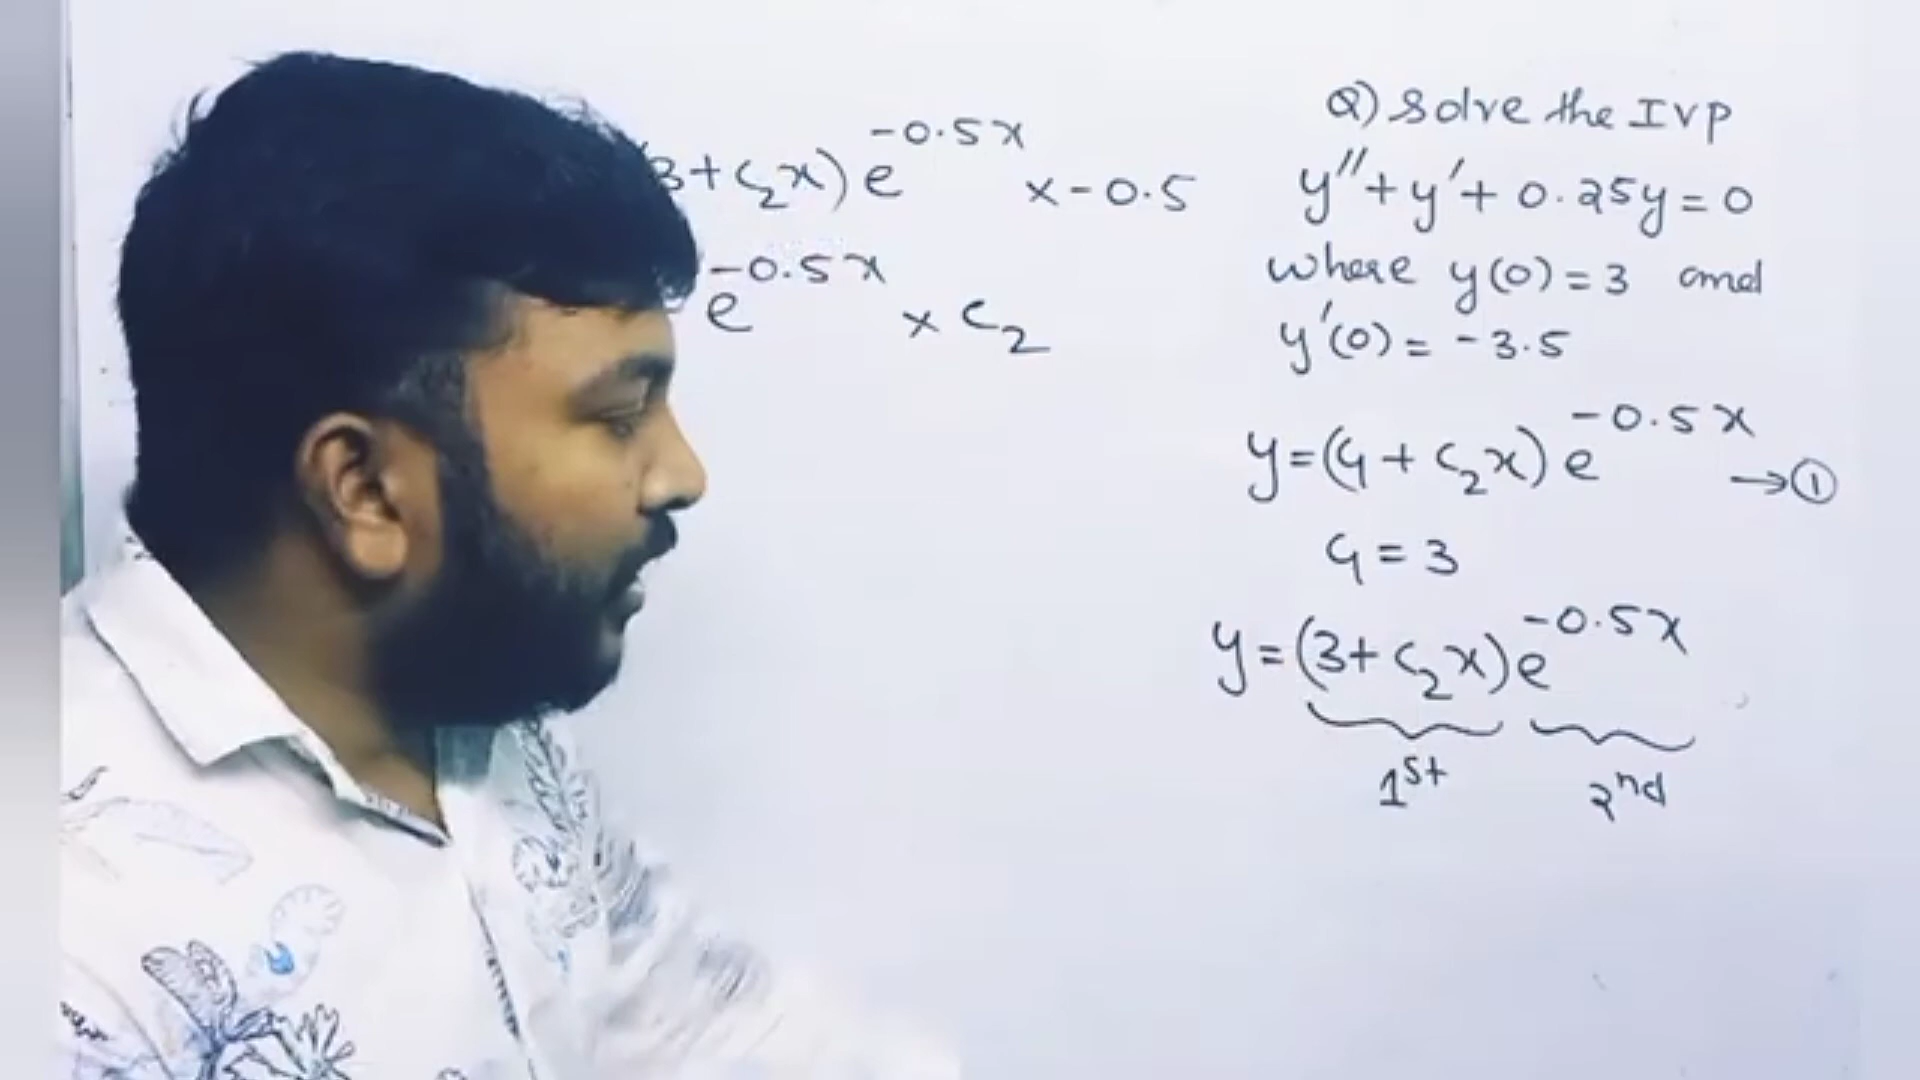 3+c₂x)e^-0.5x × -0.5
e^-0.5x × c₂
Q) Solve the IVP
y''+y'+0.25y=0
where y(0)=3 and
y'(0)=-3.5
y=(c₁+c₂x)e^-0.5x →①
c₁=3
y=(3+c₂x)e^-0.5x
1st 2nd